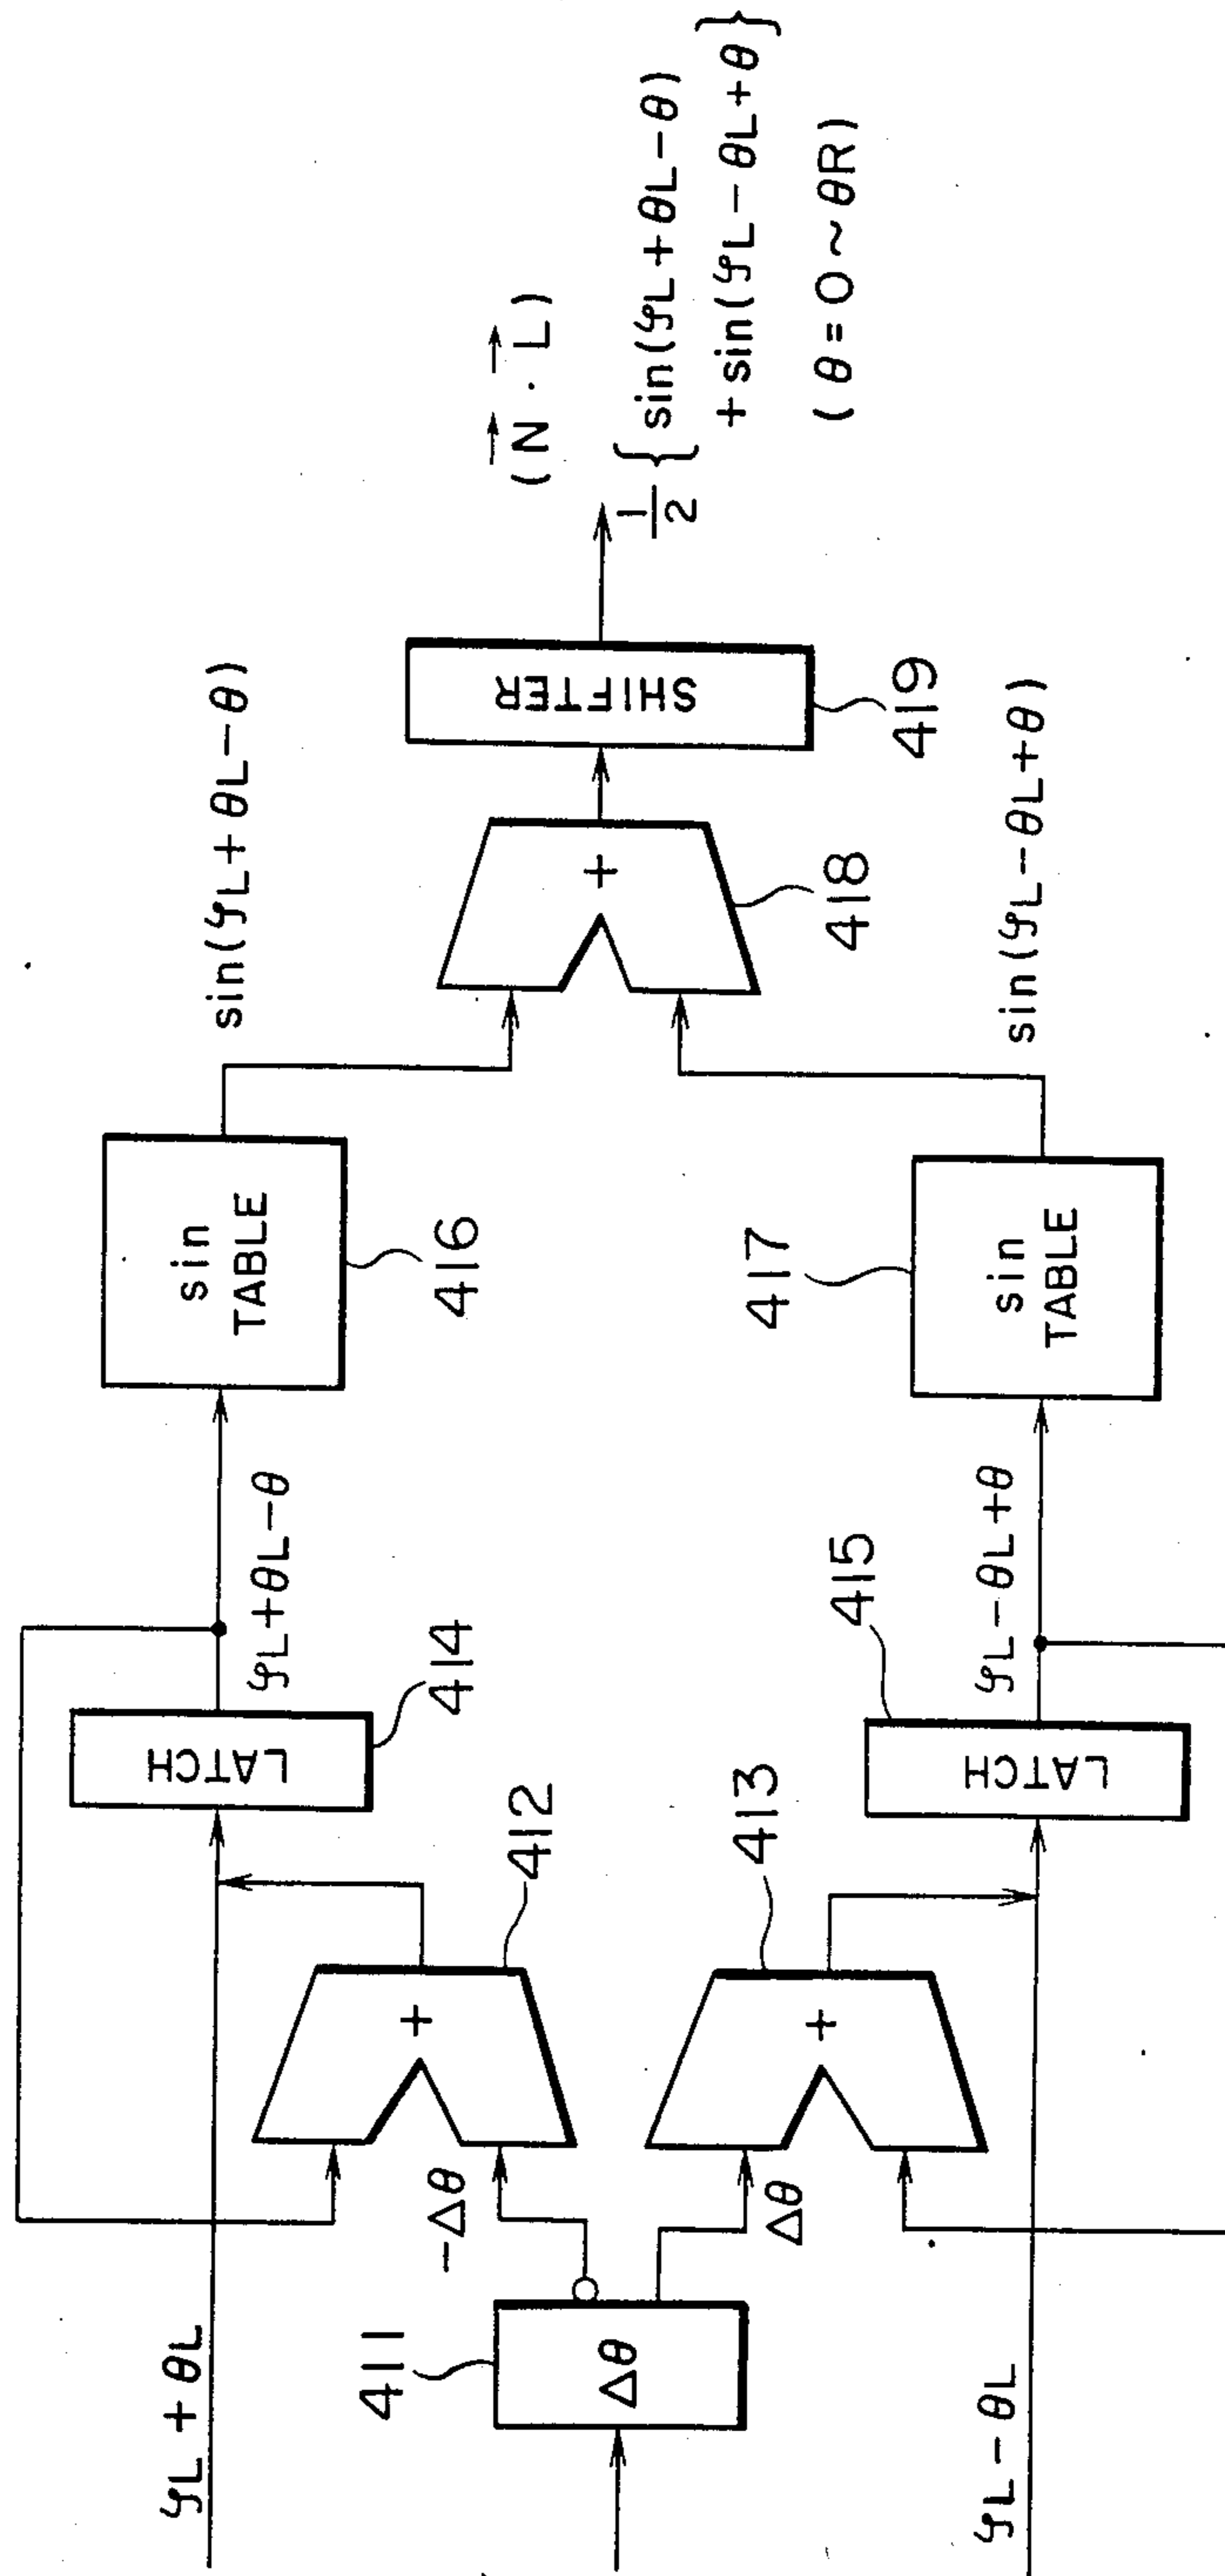 φL + θL
φL − θL
411
Δθ
−Δθ
Δθ
412
+
413
+
LATCH
414
LATCH
415
φL+θL−θ
φL−θL+θ
sin
TABLE
416
sin
TABLE
417
sin(φL+θL−θ)
sin(φL−θL+θ)
+
418
SHIFTER
419
(N⃗ · L⃗)
1/2 {sin(φL+θL−θ)
+sin(φL−θL+θ}}
(θ=0~θR)